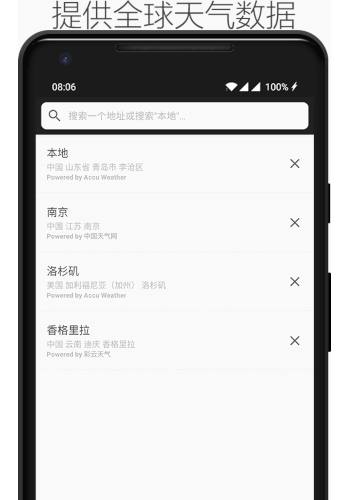 提供全球天气数据
08:06
100%
搜索一个地址或搜索"本地"...
本地
中国 山东省 青岛市 李沧区
Powered by Accu Weather
南京
中国 江苏 南京
Powered by 中国天气网
洛杉矶
美国 加利福尼亚（加州） 洛杉矶
Powered by Accu Weather
香格里拉
中国 云南 迪庆 香格里拉
Powered by 彩云天气